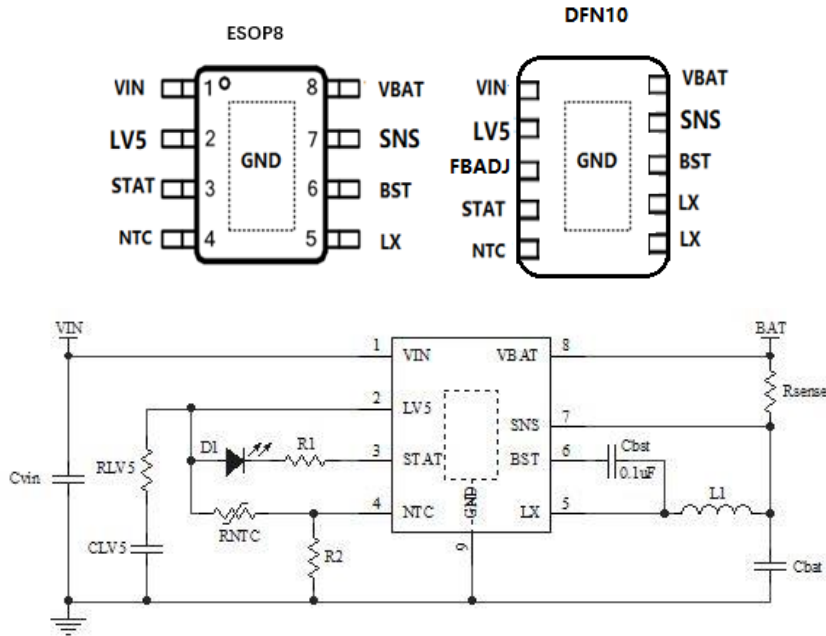 ESOP8
VIN 1 8 VBAT
LV5 2 7 SNS
GND
STAT 3 6 BST
NTC 4 5 LX
DFN10
VIN VBAT
LV5 SNS
FBADJ GND BST
STAT LX
NTC LX
VIN BAT
1 VIN VBAT 8
Rsense
2 LV5
SNS 7
D1 R1 3 STAT BST 6 Cbst
0.1uF
Cvin RLV5
4 NTC LX 5 L1
RNTC
GND
9
CLV5 R2 Cbat